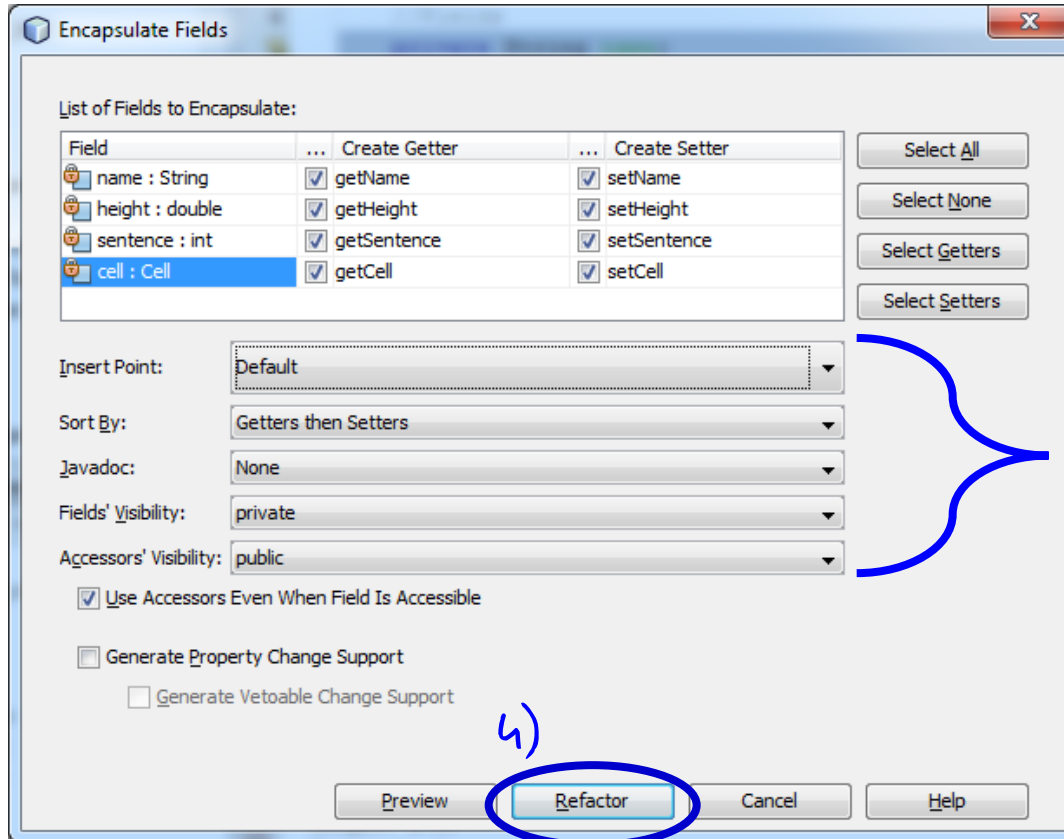 Encapsulate Fields
List of Fields to Encapsulate:
Field ... Create Getter ... Create Setter
name : String getName setName
height : double getHeight setHeight
sentence : int getSentence setSentence
cell : Cell getCell setCell
Select All
Select None
Select Getters
Select Setters
Insert Point: Default
Sort By: Getters then Setters
Javadoc: None
Fields' Visibility: private
Accessors' Visibility: public
Use Accessors Even When Field Is Accessible
Generate Property Change Support
Generate Vetoable Change Support
4)
Preview Refactor Cancel Help